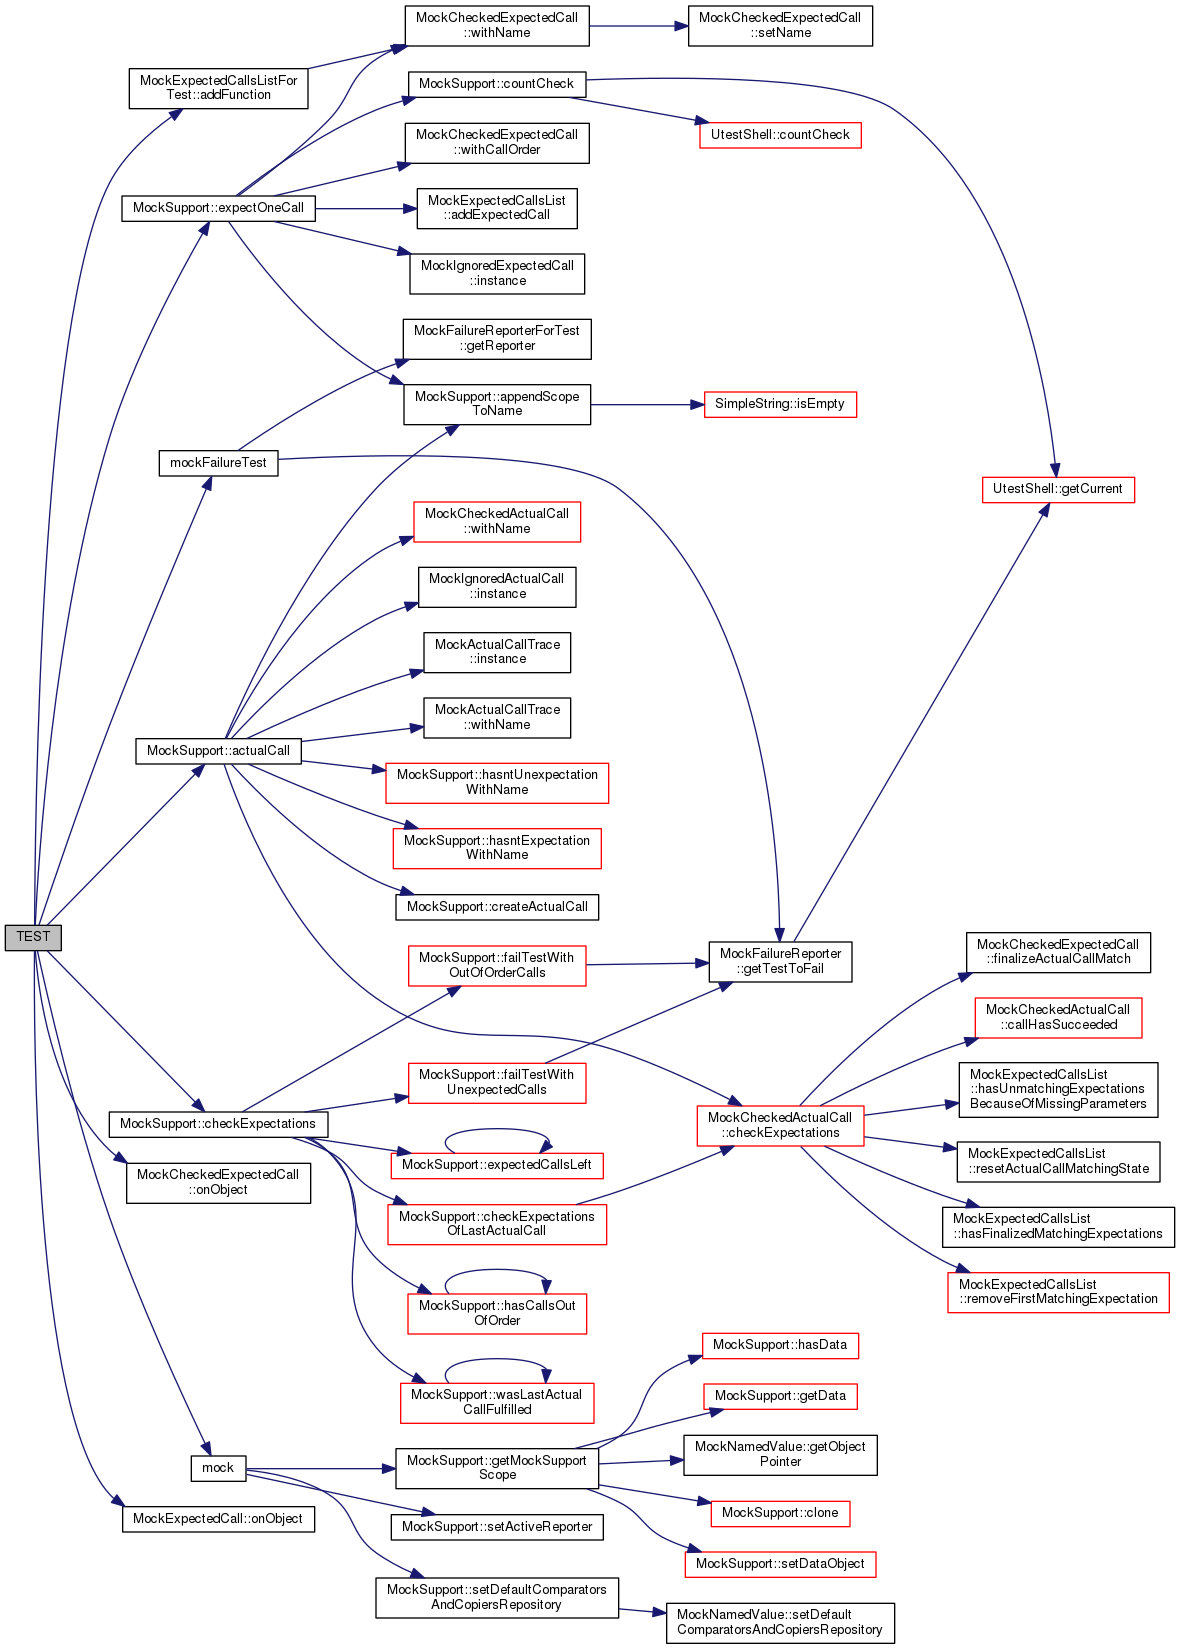 MockCheckedExpectedCall
::withName
MockCheckedExpectedCall
::setName
MockExpectedCallsListFor
Test::addFunction
MockSupport::countCheck
UtestShell::countCheck
MockCheckedExpectedCall
::withCallOrder
MockSupport::expectOneCall
MockExpectedCallsList
::addExpectedCall
MockIgnoredExpectedCall
::instance
MockFailureReporterForTest
::getReporter
MockSupport::appendScope
ToName
SimpleString::isEmpty
mockFailureTest
UtestShell::getCurrent
MockCheckedActualCall
::withName
MockIgnoredActualCall
::instance
MockActualCallTrace
::instance
MockActualCallTrace
::withName
MockSupport::actualCall
MockSupport::hasntUnexpectation
WithName
MockSupport::hasntExpectation
WithName
MockSupport::createActualCall
TEST
MockSupport::failTestWith
OutOfOrderCalls
MockFailureReporter
::getTestToFail
MockCheckedExpectedCall
::finalizeActualCallMatch
MockCheckedActualCall
::callHasSucceeded
MockSupport::failTestWith
UnexpectedCalls
MockExpectedCallsList
::hasUnmatchingExpectations
BecauseOfMissingParameters
MockSupport::checkExpectations
MockCheckedActualCall
::checkExpectations
MockSupport::expectedCallsLeft
MockExpectedCallsList
::resetActualCallMatchingState
MockCheckedExpectedCall
::onObject
MockSupport::checkExpectations
OfLastActualCall
MockExpectedCallsList
::hasFinalizedMatchingExpectations
MockExpectedCallsList
::removeFirstMatchingExpectation
MockSupport::hasCallsOut
OfOrder
MockSupport::hasData
MockSupport::wasLastActual
CallFulfilled
MockSupport::getData
MockNamedValue::getObject
Pointer
mock
MockSupport::getMockSupport
Scope
MockSupport::clone
MockExpectedCall::onObject
MockSupport::setActiveReporter
MockSupport::setDataObject
MockSupport::setDefaultComparators
AndCopiersRepository
MockNamedValue::setDefault
ComparatorsAndCopiersRepository